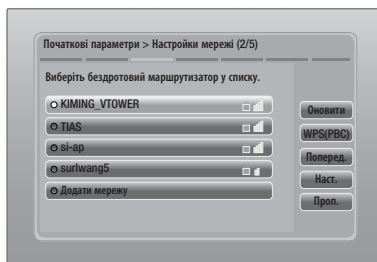 Початкові параметри > Настройки мережі (2/5)
Виберіть бездротовий маршрутизатор у списку.
KIMING_VTOWER
TIAS
si-ap
surlwang5
Додати мережу
Оновити
WPS(PBC)
Поперед.
Наст.
Проп.